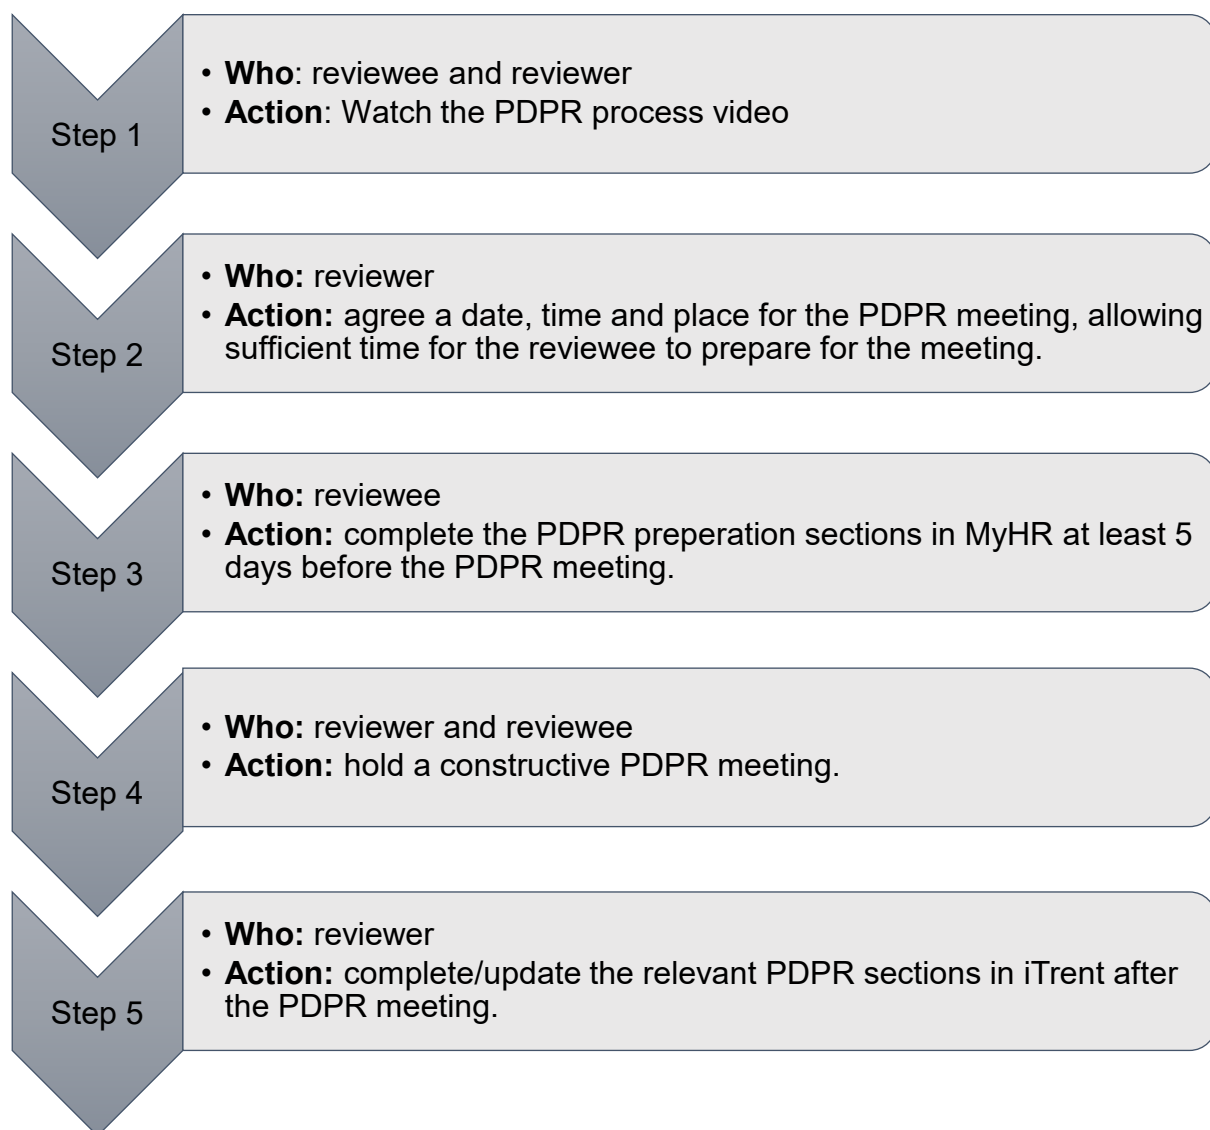 Step 1
• Who: reviewee and reviewer
• Action: Watch the PDPR process video
Step 2
• Who: reviewer
• Action: agree a date, time and place for the PDPR meeting, allowing
sufficient time for the reviewee to prepare for the meeting.
Step 3
• Who: reviewee
• Action: complete the PDPR preperation sections in MyHR at least 5
days before the PDPR meeting.
Step 4
• Who: reviewer and reviewee
• Action: hold a constructive PDPR meeting.
Step 5
• Who: reviewer
• Action: complete/update the relevant PDPR sections in iTrent after
the PDPR meeting.